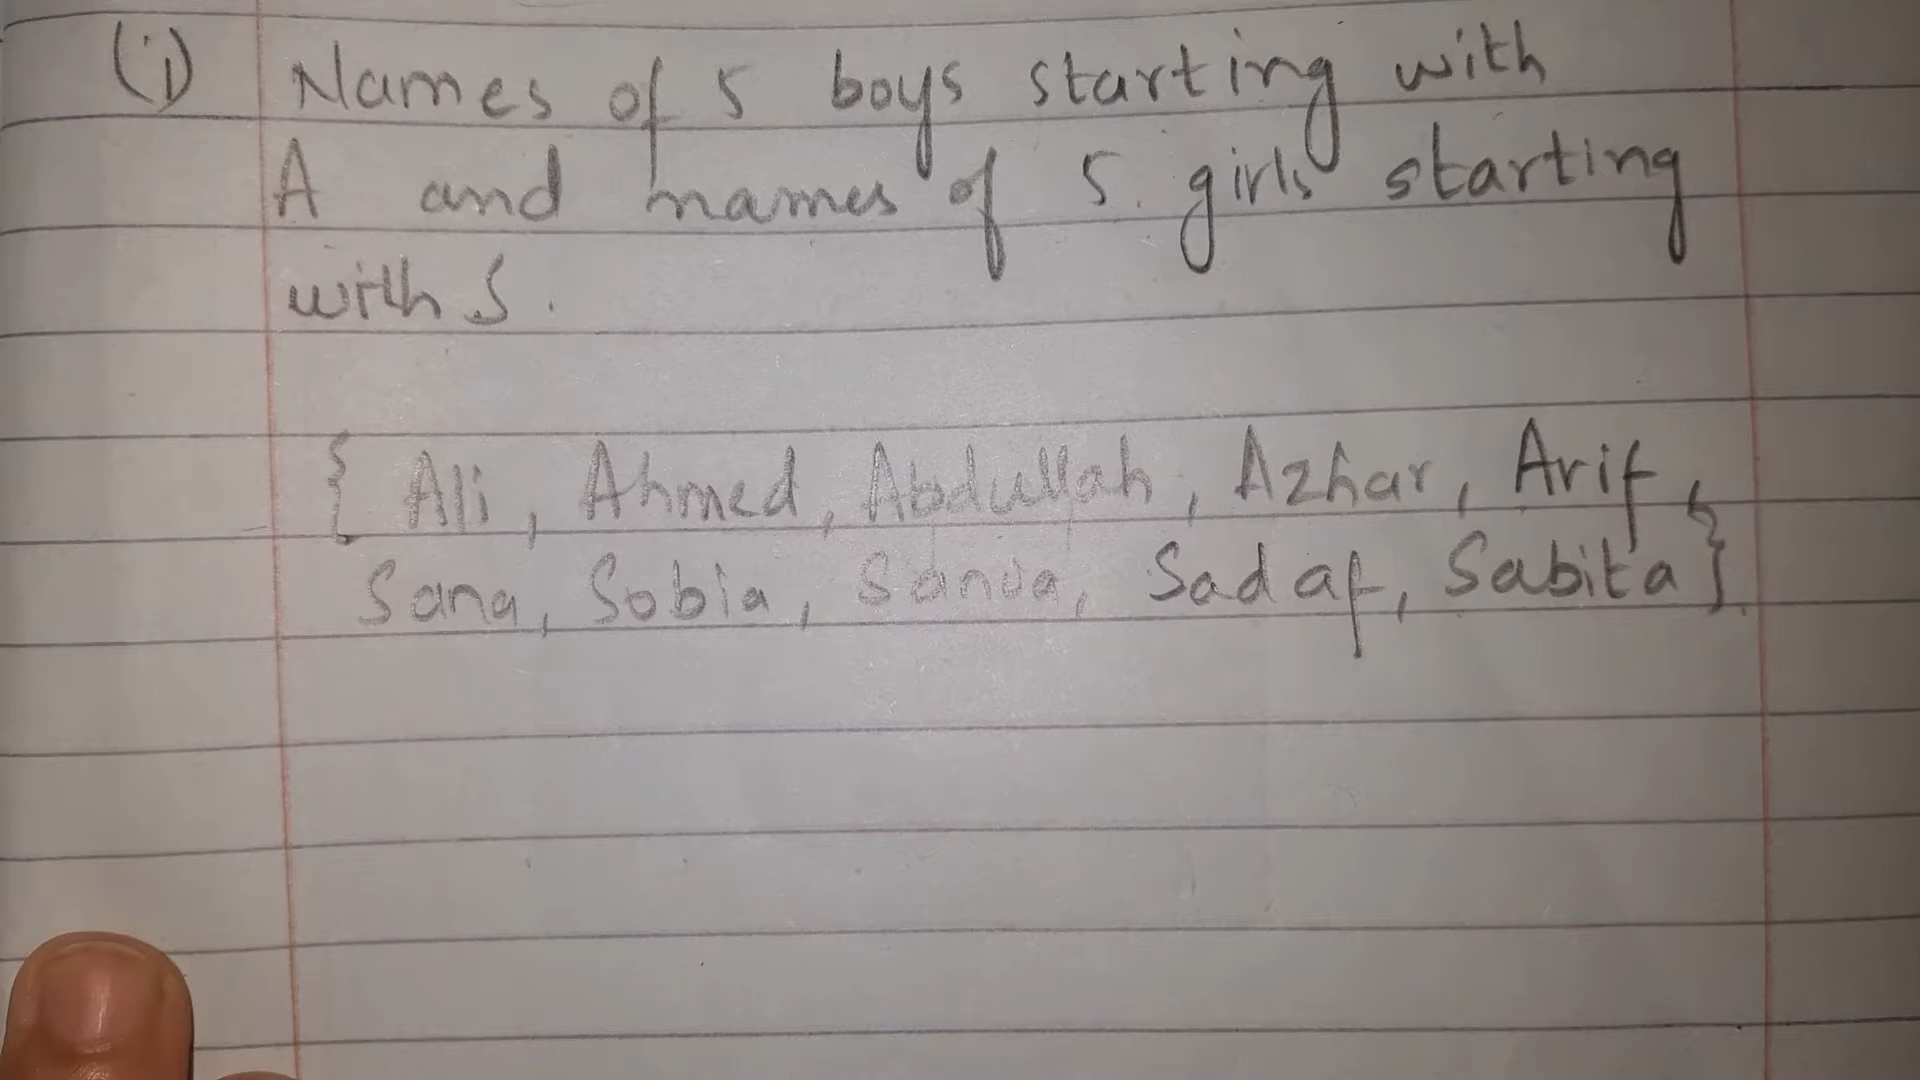 (i) Names of 5 boys starting with
A and names of 5. girls starting
with S.
{ Ali, Ahmed, Abdullah, Azhar, Arif,
Sana, Sobia, Sadaf, Sabita}.